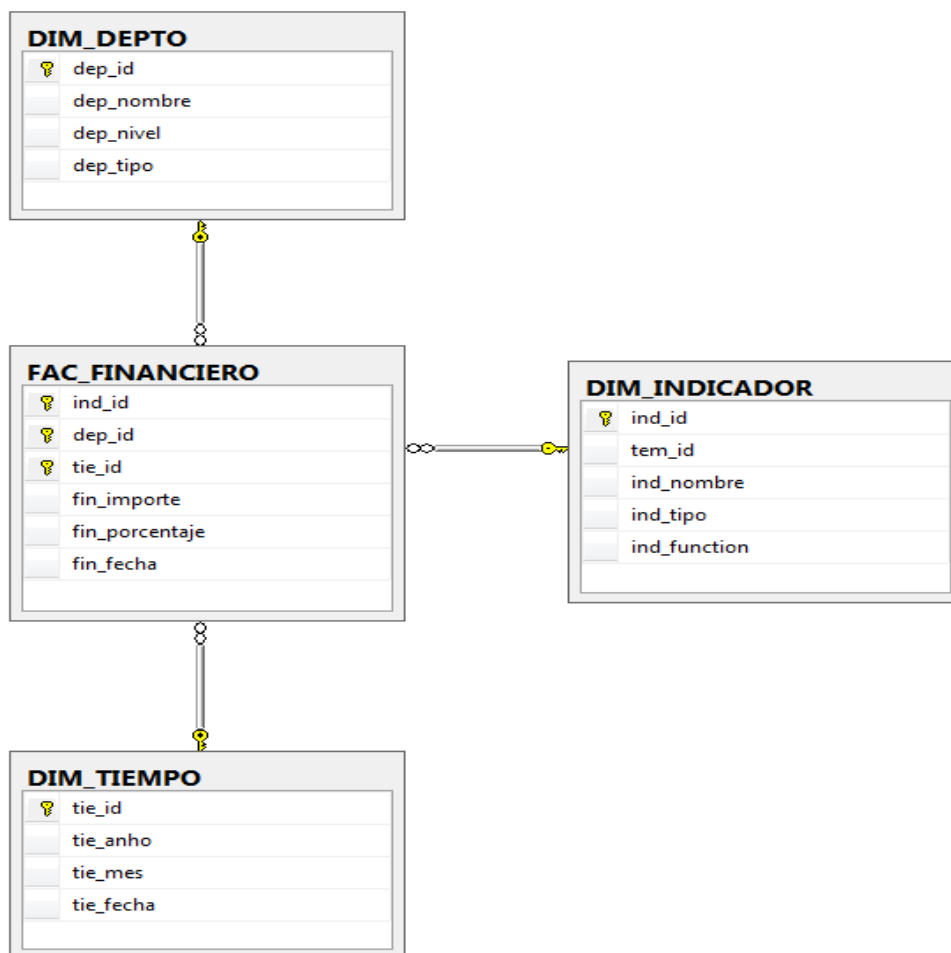 DIM_DEPTO
dep_id
dep_nombre
dep_nivel
dep_tipo
FAC_FINANCIERO
ind_id
dep_id
tie_id
fin_importe
fin_porcentaje
fin_fecha
DIM_INDICADOR
ind_id
tem_id
ind_nombre
ind_tipo
ind_function
DIM_TIEMPO
tie_id
tie_anho
tie_mes
tie_fecha